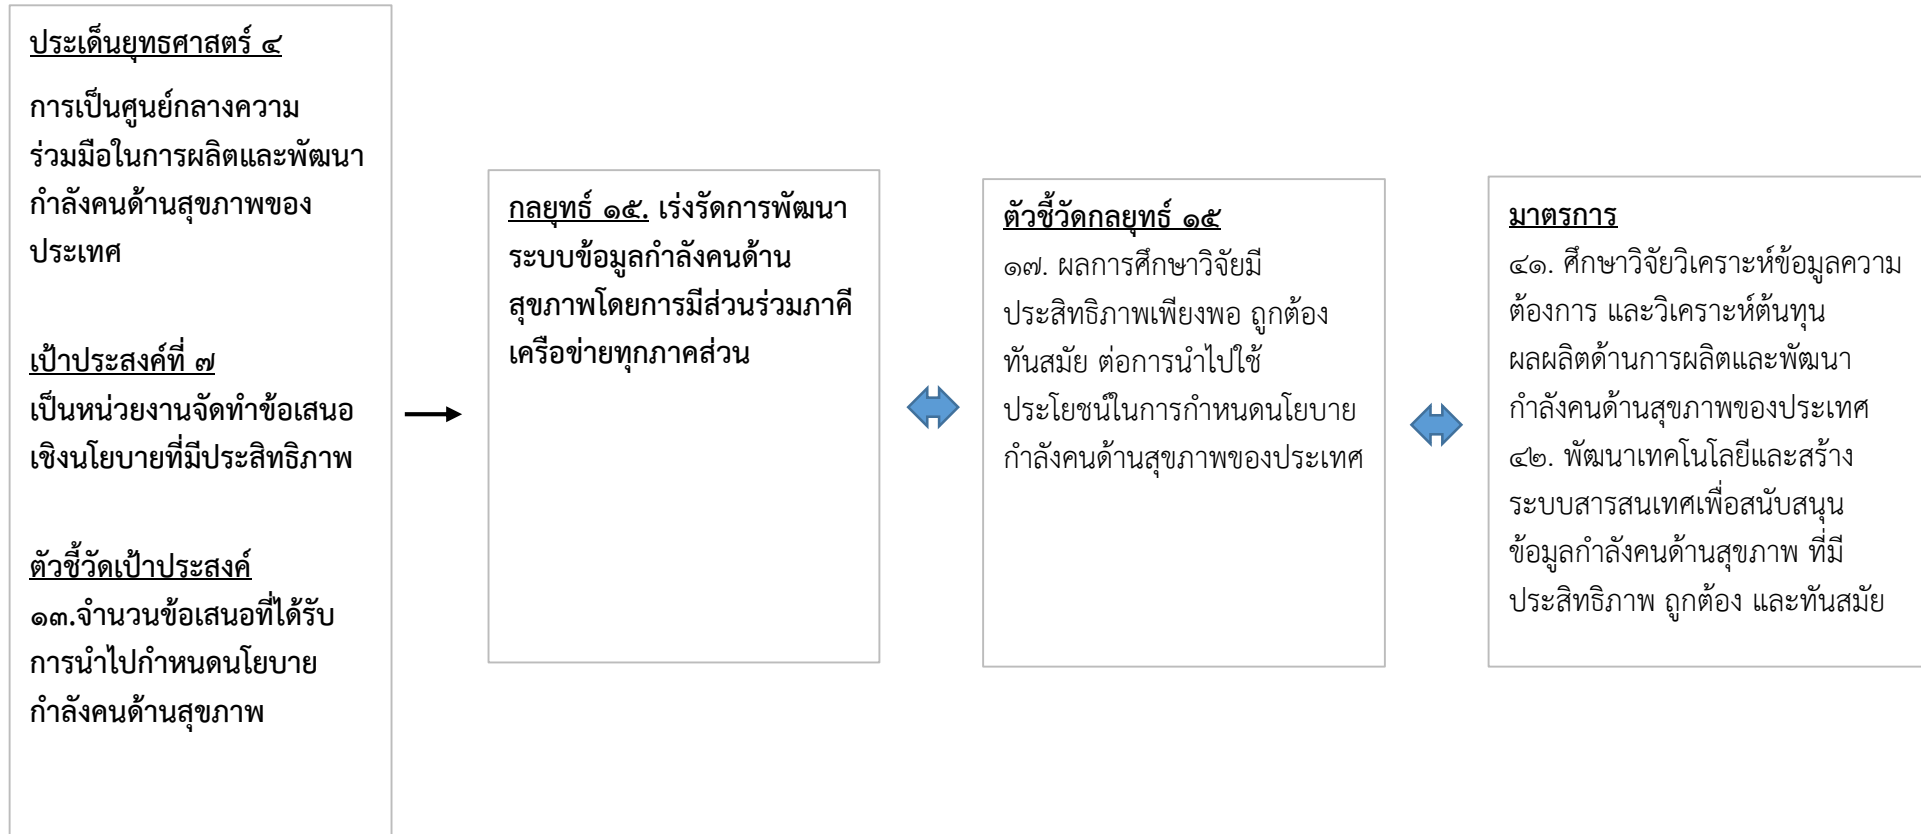 ประเด็นยุทธศาสตร์ ๔
การเป็นศูนย์กลางความ
ร่วมมือในการผลิตและพัฒนา
กำลังคนด้านสุขภาพของ
ประเทศ
เป้าประสงค์ที่ ๗
เป็นหน่วยงานจัดทำข้อเสนอ
เชิงนโยบายที่มีประสิทธิภาพ
ตัวชี้วัดเป้าประสงค์
๑๓.จำนวนข้อเสนอที่ได้รับ
การนำไปกำหนดนโยบาย
กำลังคนด้านสุขภาพ
กลยุทธ์ ๑๕. เร่งรัดการพัฒนา
ระบบข้อมูลกำลังคนด้าน
สุขภาพโดยการมีส่วนร่วมภาคี
เครือข่ายทุกภาคส่วน
ตัวชี้วัดกลยุทธ์ ๑๕
๑๗. ผลการศึกษาวิจัยมี
ประสิทธิภาพเพียงพอ ถูกต้อง
ทันสมัย ต่อการนำไปใช้
ประโยชน์ในการกำหนดนโยบาย
กำลังคนด้านสุขภาพของประเทศ
มาตรการ
๔๑. ศึกษาวิจัยวิเคราะห์ข้อมูลความ
ต้องการ และวิเคราะห์ต้นทุน
ผลผลิตด้านการผลิตและพัฒนา
กำลังคนด้านสุขภาพของประเทศ
๔๒. พัฒนาเทคโนโลยีและสร้าง
ระบบสารสนเทศเพื่อสนับสนุน
ข้อมูลกำลังคนด้านสุขภาพ ที่มี
ประสิทธิภาพ ถูกต้อง และทันสมัย